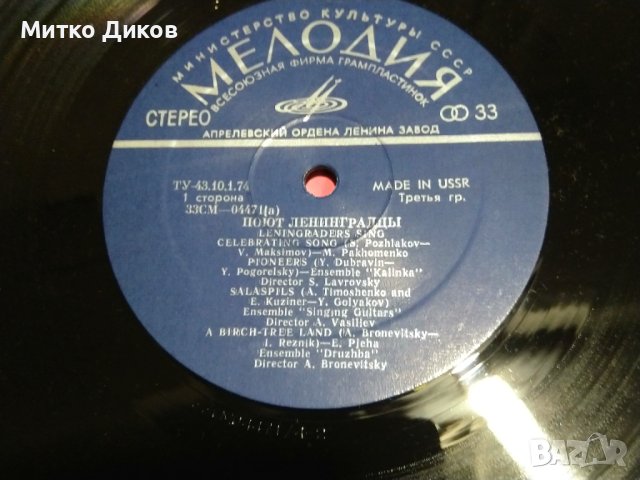 Митко Диков
МИНИСТЕРСТВО КУЛЬТУРЫ СССР
МЕЛОДИЯ
ВСЕСОЮЗНАЯ ФИРМА ГРАМПЛАСТИНОК
СТЕРЕО
33
АПРЕЛЕВСКИЙ ОРДЕНА ЛЕНИНА ЗАВОД
ТУ-43.10.1.74 MADE IN USSR
1 сторона Третья гр.
33СМ—04471(а)
ПОЮТ ЛЕНИНГРАДЦЫ
LENINGRADERS SING
CELEBRATING SONG (S. Pozhlakov—
V. Maksimov)— M. Pakhomenko
PIONEERS (Y. Dubravin—
Y. Pogorelsky)— Ensemble "Kalinka"
Director S. Lavrovsky
SALASPILS (A. Timoshenko and
E. Kuziner—Y. Golyakov)
Ensemble "Singing Guitars"
Director A. Vasiliev
A BIRCH-TREE LAND (A. Bronevitsky—
I. Reznik)— E. Pjeha
Ensemble "Druzhba"
Director A. Bronevitsky
BAZAR